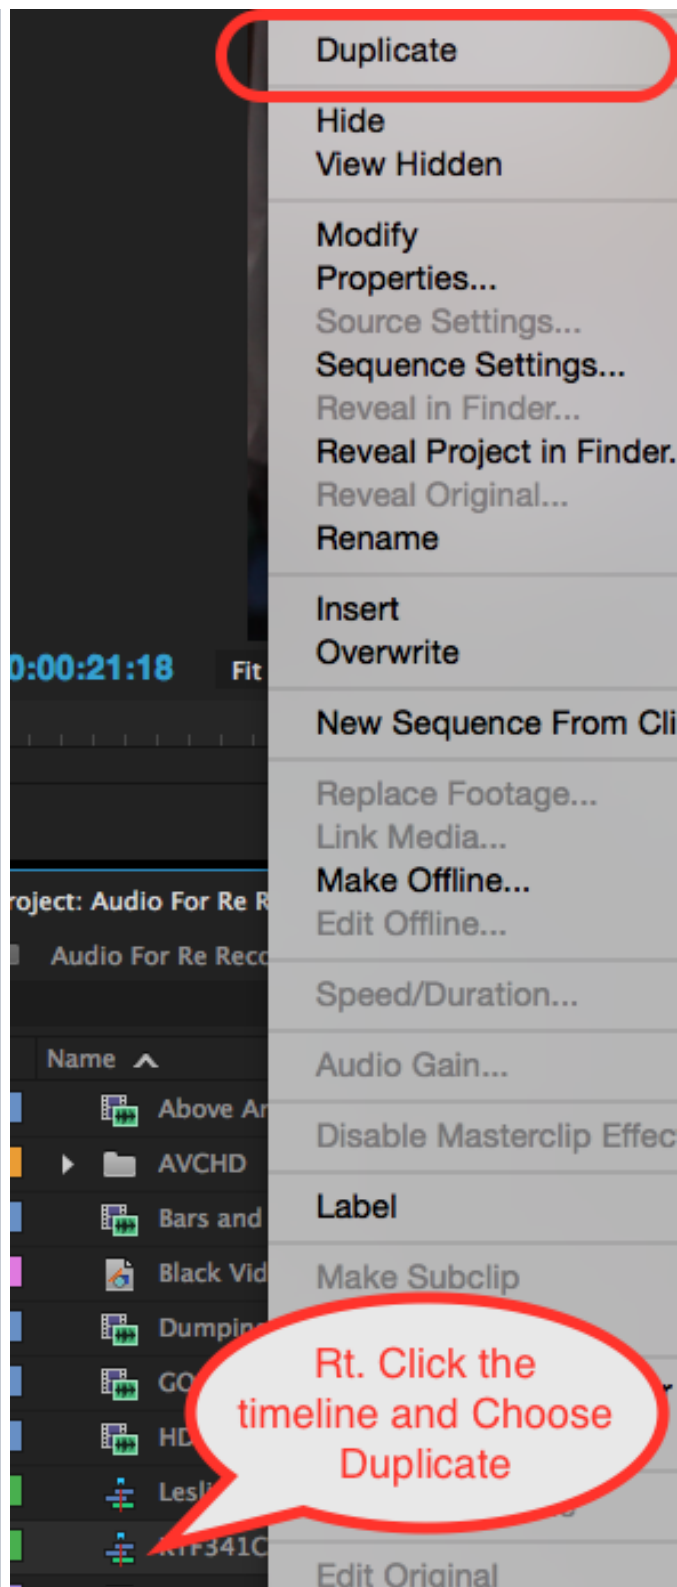 Duplicate
Hide
View Hidden
Modify
Properties...
Source Settings...
Sequence Settings...
Reveal in Finder...
Reveal Project in Finder.
Reveal Original...
Rename
Insert
Overwrite
0:00:21:18
Fit
New Sequence From Cli
Replace Footage...
Link Media...
Make Offline...
Edit Offline...
Speed/Duration...
Audio Gain...
Disable Masterclip Effec
Label
Make Subclip
roject: Audio For Re R
Audio For Re Reco
Name
Above Ar
AVCHD
Bars and
Black Vid
Dumping
GO
HD
Lesli
RTF341C
Rt. Click the
timeline and Choose
Duplicate
Edit Original